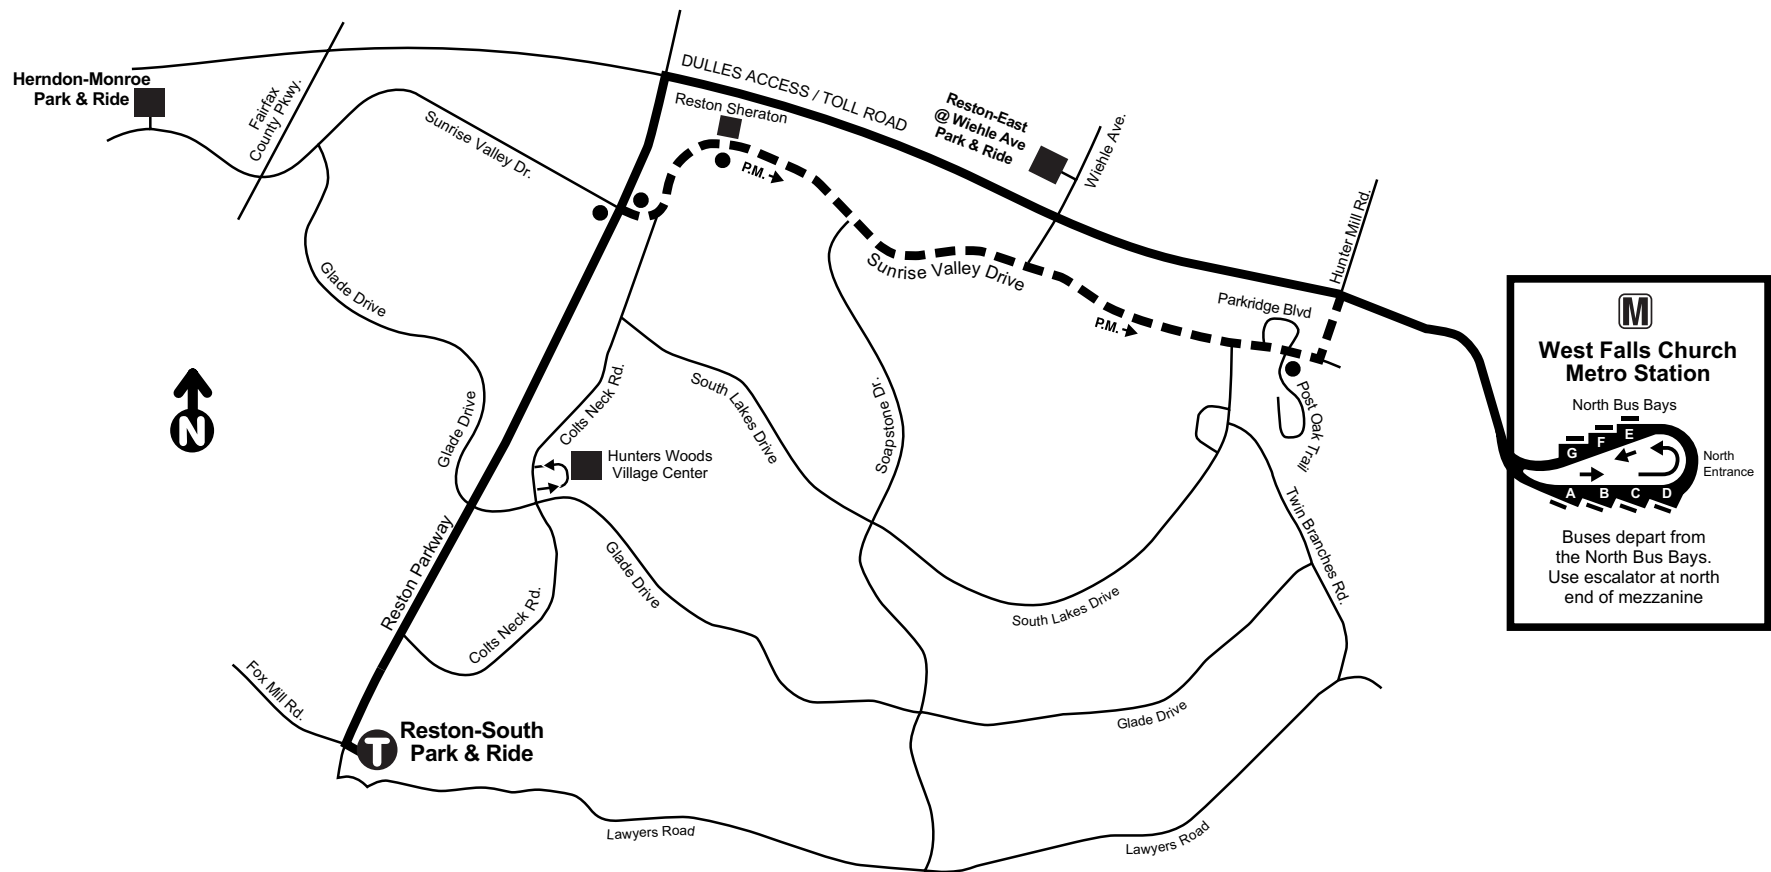 Herndon-Monroe
Park & Ride
Fairfax
County Pkwy.
Sunrise Valley Dr.
DULLES ACCESS / TOLL ROAD
Reston Sheraton
P.M.
Reston-East
@ Wiehle Ave
Park & Ride
Wiehle Ave.
Hunter Mill Rd.
Sunrise Valley Drive
P.M.
Parkridge Blvd
Post Oak Trail
Glade Drive
Glade Drive
Colts Neck Rd.
South Lakes Drive
Soapstone Dr.
Hunters Woods
Village Center
N
Reston Parkway
Glade Drive
Colts Neck Rd.
South Lakes Drive
Twin Branches Rd.
Glade Drive
Fox Mill Rd.
T
Reston-South
Park & Ride
Lawyers Road
Lawyers Road
M
West Falls Church
Metro Station
North Bus Bays
G F E
North
Entrance
A B C D
Buses depart from
the North Bus Bays.
Use escalator at north
end of mezzanine